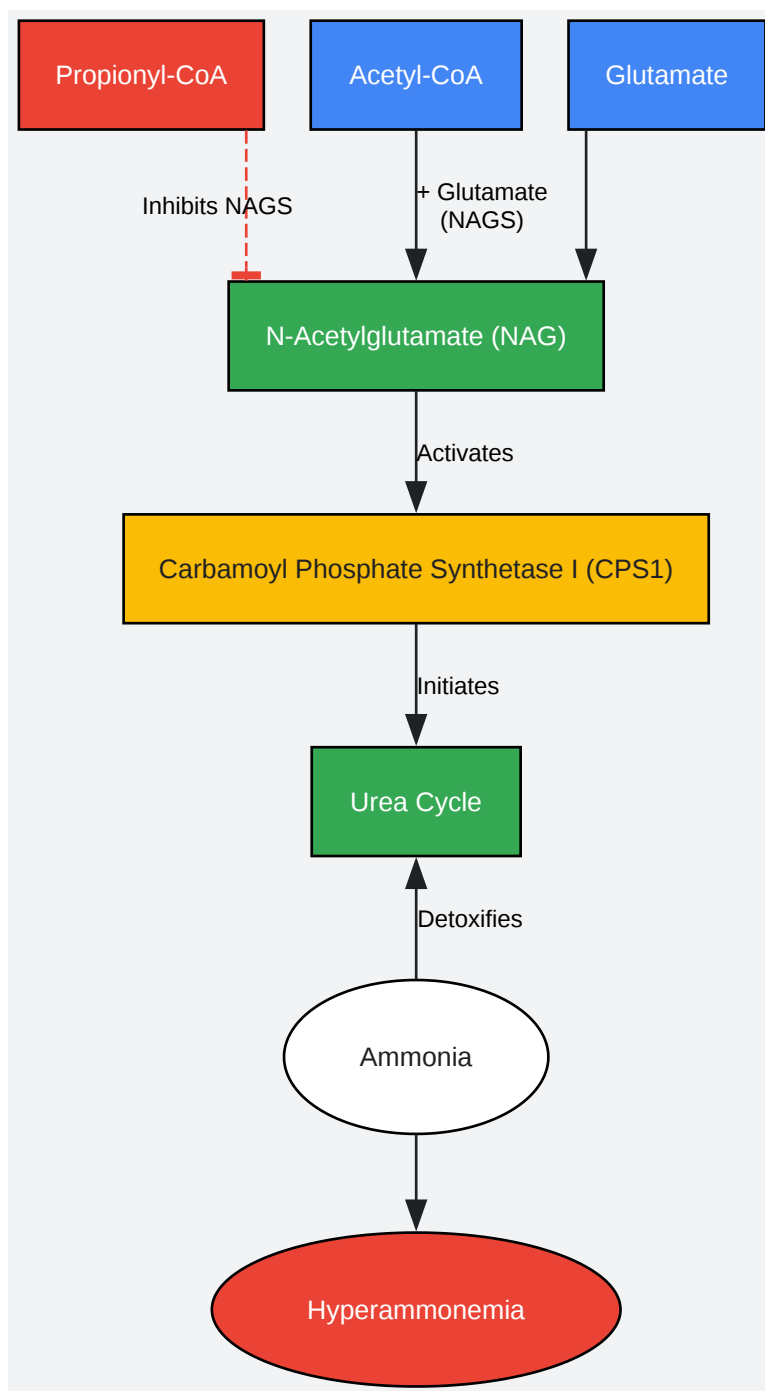 Propionyl-CoA
Acetyl-CoA
Glutamate
Inhibits NAGS
+ Glutamate
(NAGS)
N-Acetylglutamate (NAG)
Activates
Carbamoyl Phosphate Synthetase I (CPS1)
Initiates
Urea Cycle
Detoxifies
Ammonia
Hyperammonemia